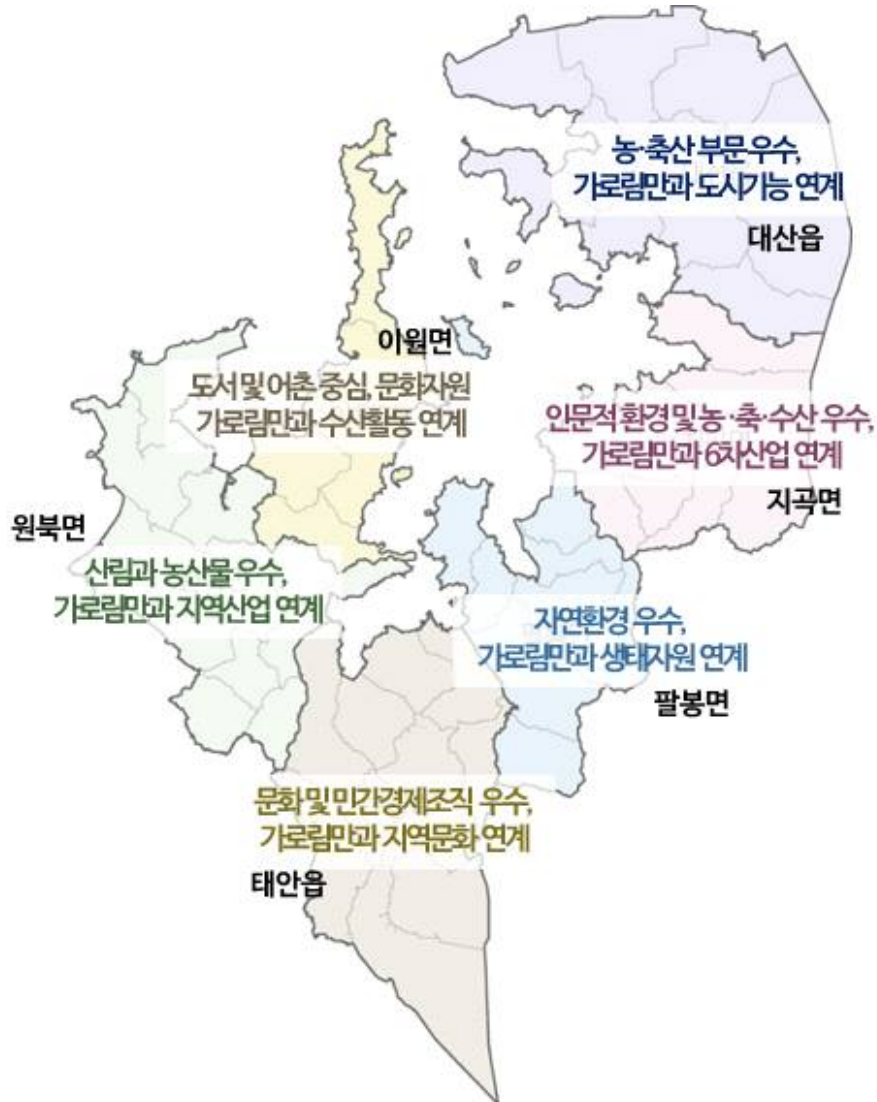 농·축산 부문 우수,
가로림만과 도시기능 연계
대산읍
이원면
도서 및 어촌 중심, 문화자원
가로림만과 수산활동 연계
인문적 환경 및 농·축·수산 우수,
가로림만과 6차산업 연계
지곡면
원북면
산림과 농산물 우수,
가로림만과 지역산업 연계
자연환경 우수,
가로림만과 생태자원 연계
팔봉면
문화 및 민간경제조직 우수,
가로림만과 지역문화 연계
태안읍